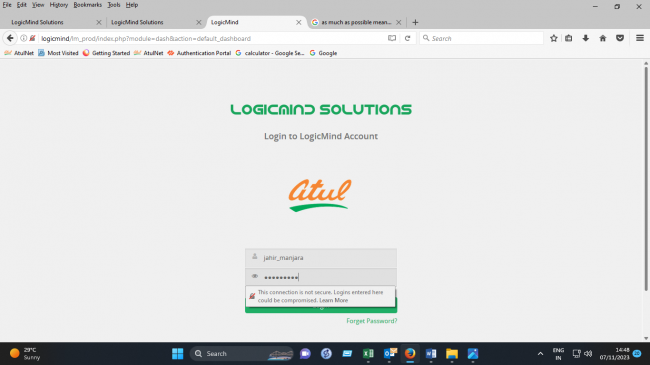 File Edit View History Bookmarks Tools Help
LogicMind Solutions LogicMind Solutions LogicMind as much as possible mean...
logicmind/lm_prod/index.php?module=dash&action=default_dashboard Search
AtulNet Most Visited Getting Started AtulNet Authentication Portal calculator - Google Se... Google
LOGICMIND SOLUTIONS
Login to LogicMind Account
atul
jahir_manjara
This connection is not secure. Logins entered here
could be compromised. Learn More
Forget Password?
29°C
Sunny
Search
ENG
IN
14:48
07/11/2023